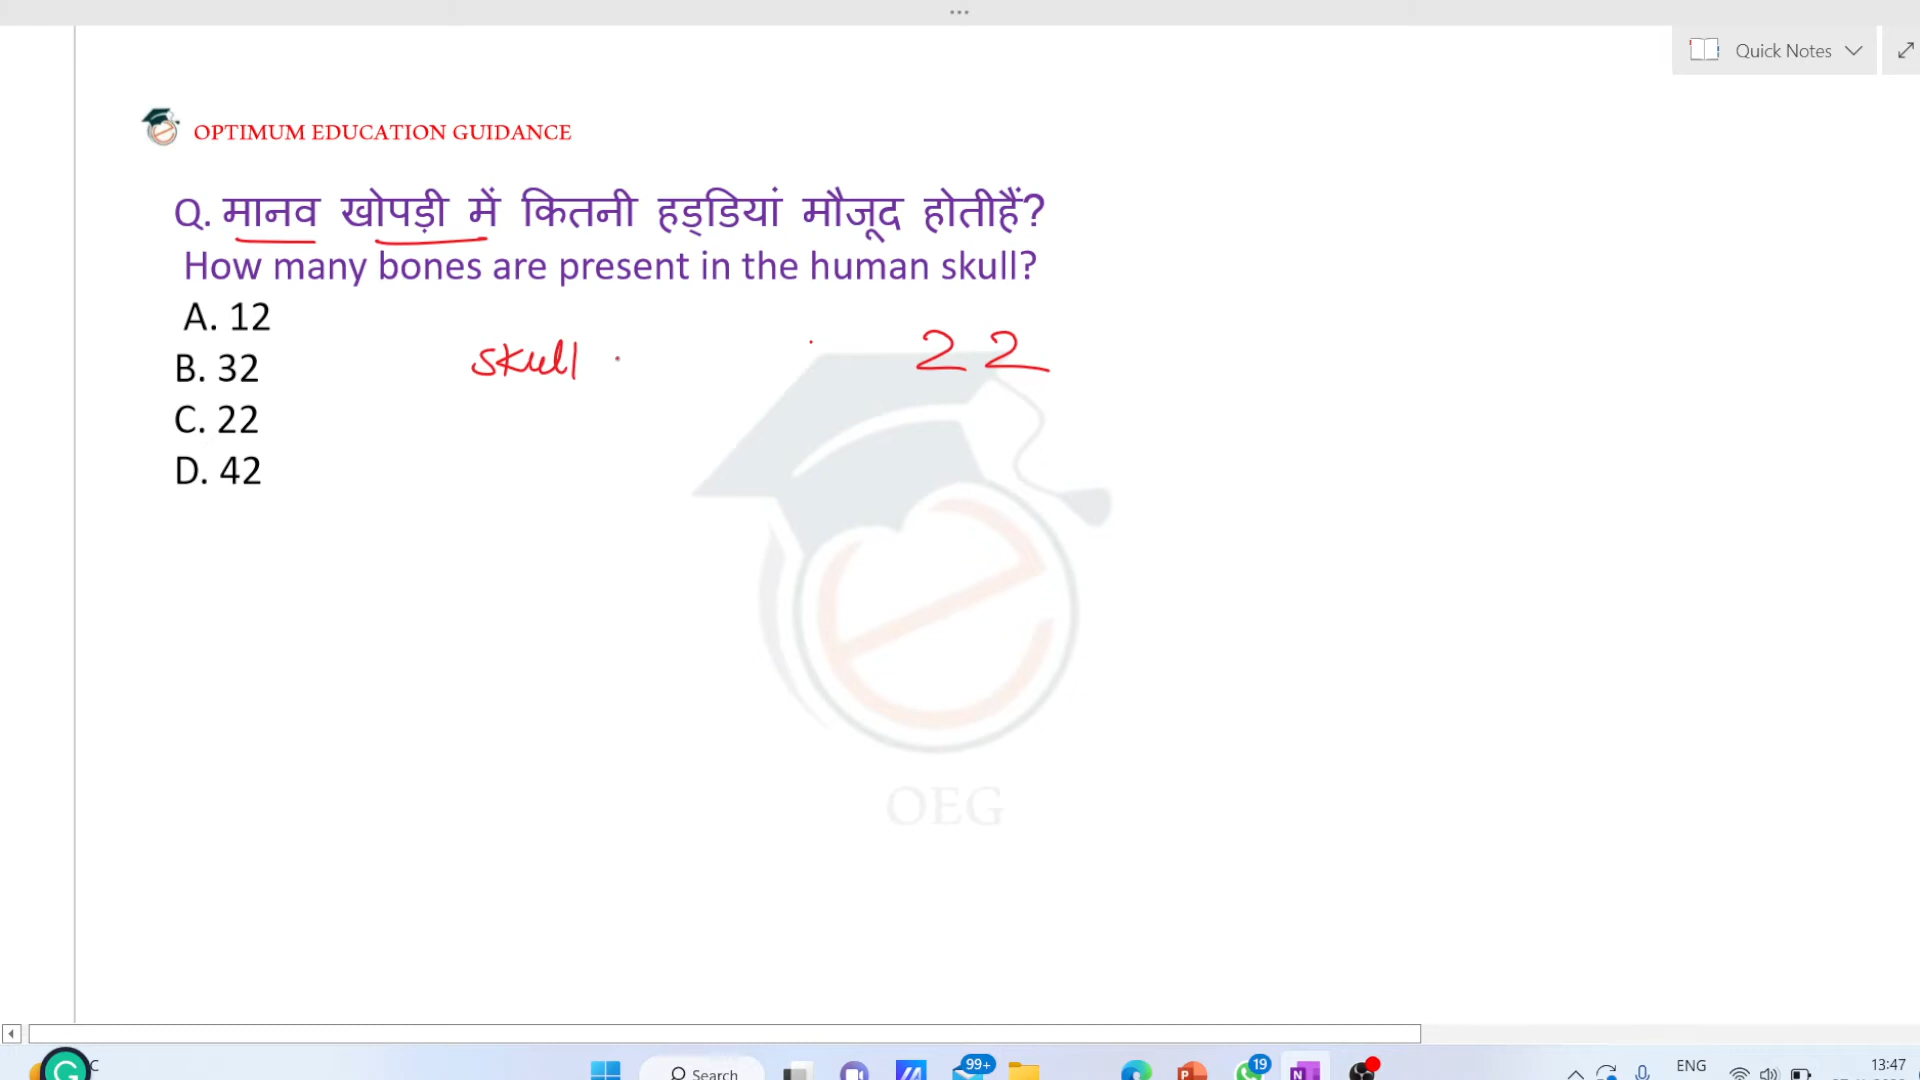 Quick Notes
OPTIMUM EDUCATION GUIDANCE
Q. मानव खोपड़ी में कितनी हड्डियां मौजूद होतीहैं?
How many bones are present in the human skull?
A. 12
B. 32
C. 22
D. 42
skull
22
OEG
99+
19
Search
ENG
13:47